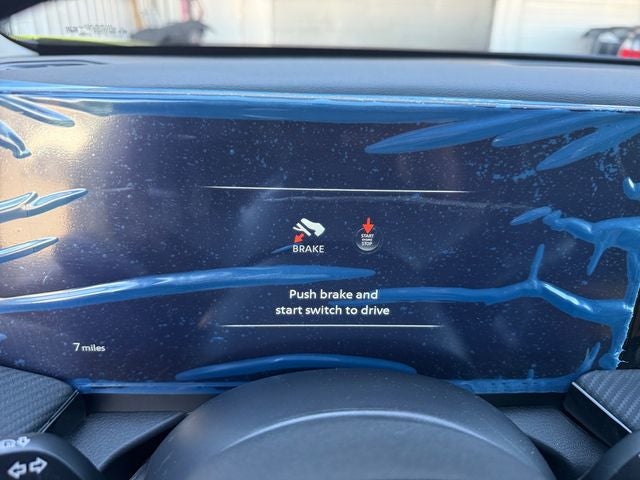 BRAKE
START
STOP
Push brake and
start switch to drive
7 miles